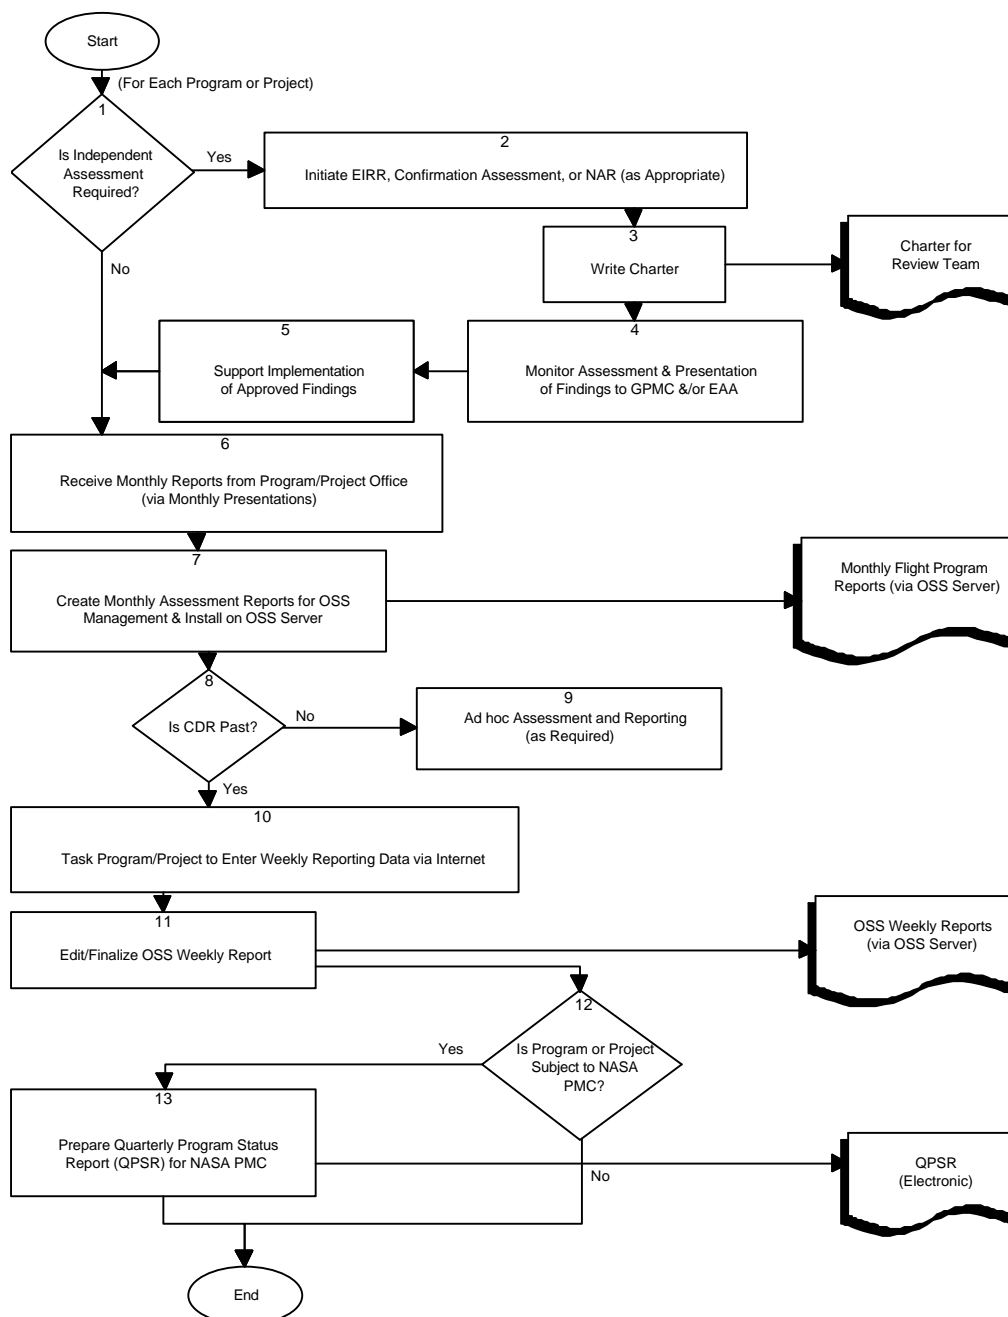 Start
(For Each Program or Project)
1
Is Independent
Assessment
Required?
Yes
No
2
Initiate EIRR, Confirmation Assessment, or NAR (as Appropriate)
3
Write Charter
Charter for
Review Team
4
Monitor Assessment & Presentation
of Findings to GPMC &/or EAA
5
Support Implementation
of Approved Findings
6
Receive Monthly Reports from Program/Project Office
(via Monthly Presentations)
7
Create Monthly Assessment Reports for OSS
Management & Install on OSS Server
Monthly Flight Program
Reports (via OSS Server)
8
Is CDR Past?
No
Yes
9
Ad hoc Assessment and Reporting
(as Required)
10
Task Program/Project to Enter Weekly Reporting Data via Internet
11
Edit/Finalize OSS Weekly Report
OSS Weekly Reports
(via OSS Server)
12
Is Program or Project
Subject to NASA
PMC?
Yes
No
13
Prepare Quarterly Program Status
Report (QPSR) for NASA PMC
QPSR
(Electronic)
End